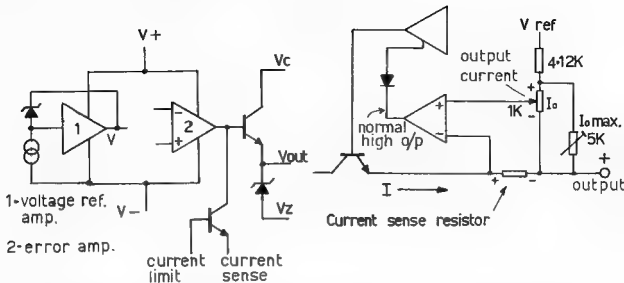 V+
Vc
1
V
2
Vout
Vz
V-
1-voltage ref.
amp.
2-error amp.
current
limit
current
sense
V ref
4·12K
output
current
+
1K
Io
-
Io max.
5K
normal
high o/p
+
-
I
+
-
+
output
Current sense resistor
-
+